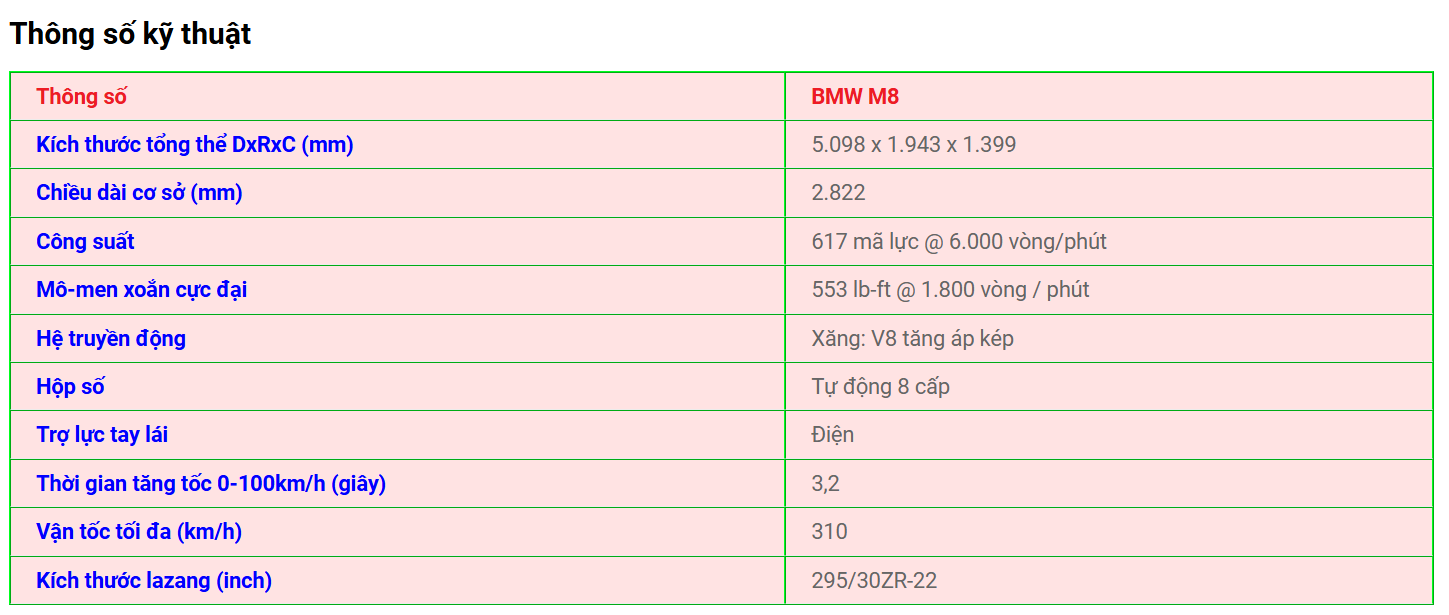 Thông số kỹ thuật
Thông số BMW M8
Kích thước tổng thể DxRxC (mm) 5.098 x 1.943 x 1.399
Chiều dài cơ sở (mm) 2.822
Công suất 617 mã lực @ 6.000 vòng/phút
Mô-men xoắn cực đại 553 lb-ft @ 1.800 vòng / phút
Hệ truyền động Xăng: V8 tăng áp kép
Hộp số Tự động 8 cấp
Trợ lực tay lái Điện
Thời gian tăng tốc 0-100km/h (giây) 3,2
Vận tốc tối đa (km/h) 310
Kích thước lazang (inch) 295/30ZR-22